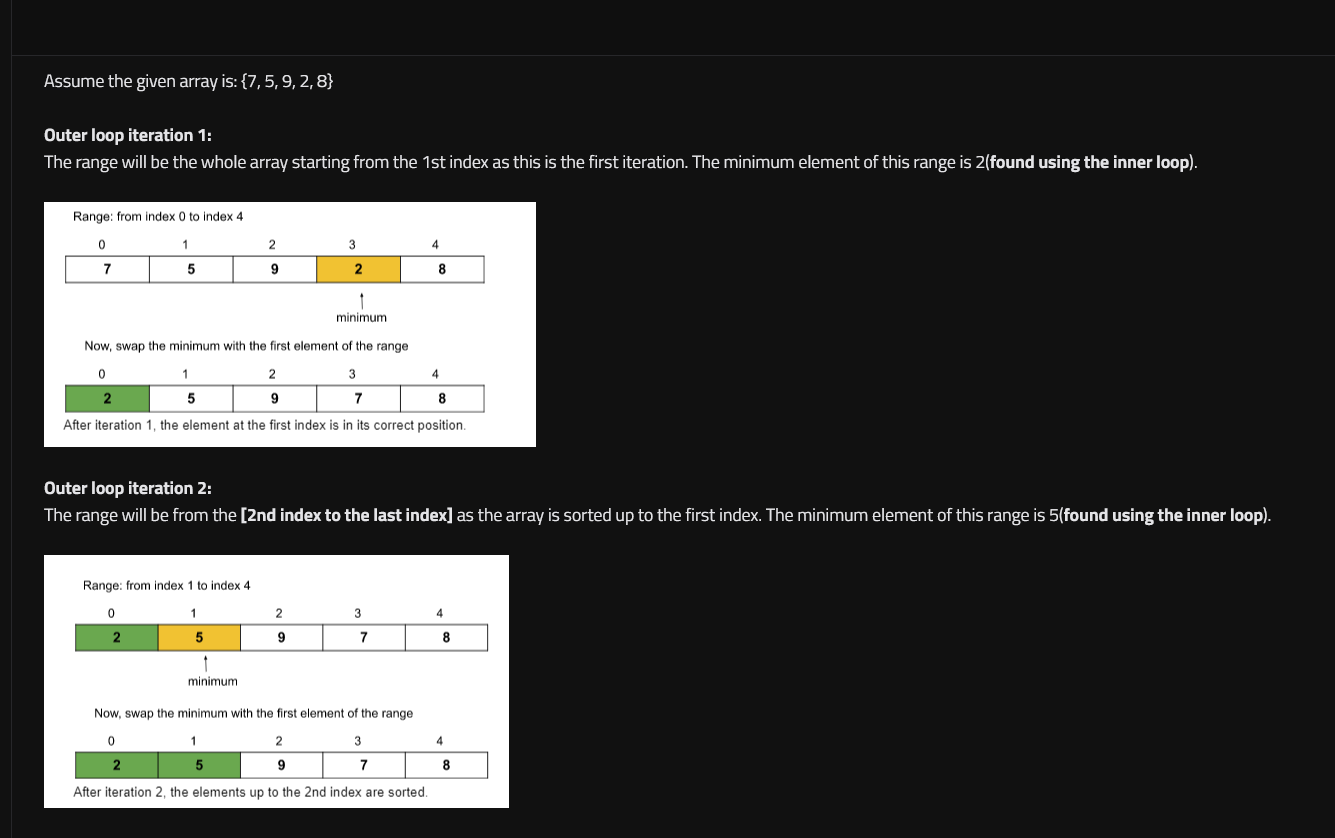 Assume the given array is: {7, 5, 9, 2, 8}
Outer loop iteration 1:
The range will be the whole array starting from the 1st index as this is the first iteration. The minimum element of this range is 2(found using the inner loop).
Range: from index 0 to index 4
0 1 2 3 4
7 5 9 2 8
minimum
Now, swap the minimum with the first element of the range
0 1 2 3 4
2 5 9 7 8
After iteration 1, the element at the first index is in its correct position.
Outer loop iteration 2:
The range will be from the [2nd index to the last index] as the array is sorted up to the first index. The minimum element of this range is 5(found using the inner loop).
Range: from index 1 to index 4
0 1 2 3 4
2 5 9 7 8
minimum
Now, swap the minimum with the first element of the range
0 1 2 3 4
2 5 9 7 8
After iteration 2, the elements up to the 2nd index are sorted.